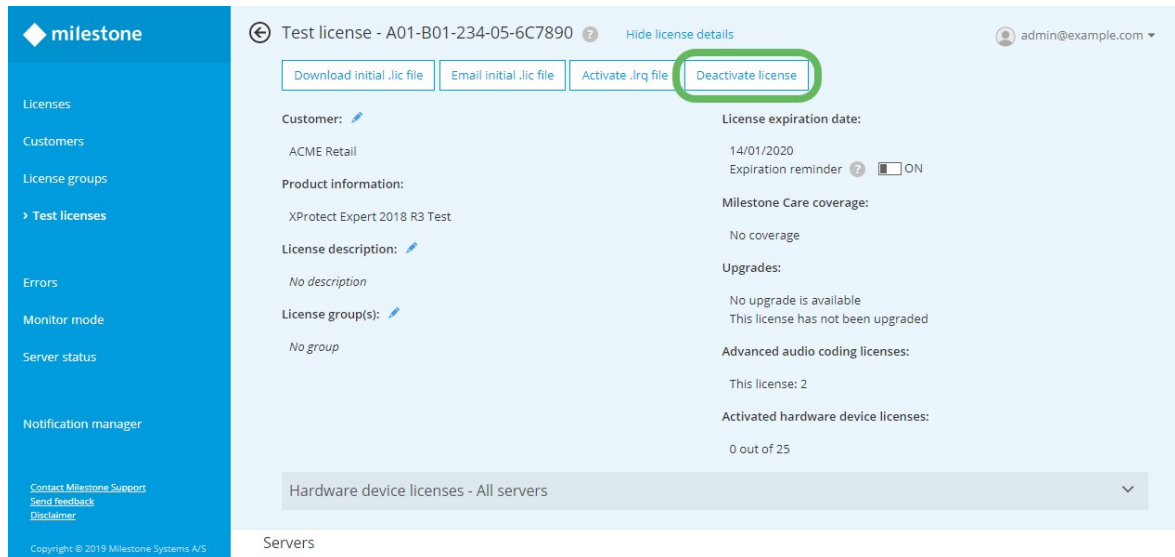 milestone
Licenses
Customers
License groups
› Test licenses
Errors
Monitor mode
Server status
Notification manager
Contact Milestone Support
Send feedback
Disclaimer
Copyright © 2019 Milestone Systems A/S
Test license - A01-B01-234-05-6C7890 ? Hide license details
admin@example.com
Download initial .lic file Email initial .lic file Activate .lrq file Deactivate license
Customer:
ACME Retail
Product information:
XProtect Expert 2018 R3 Test
License description:
No description
License group(s):
No group
License expiration date:
14/01/2020
Expiration reminder ? ON
Milestone Care coverage:
No coverage
Upgrades:
No upgrade is available
This license has not been upgraded
Advanced audio coding licenses:
This license: 2
Activated hardware device licenses:
0 out of 25
Hardware device licenses - All servers
Servers